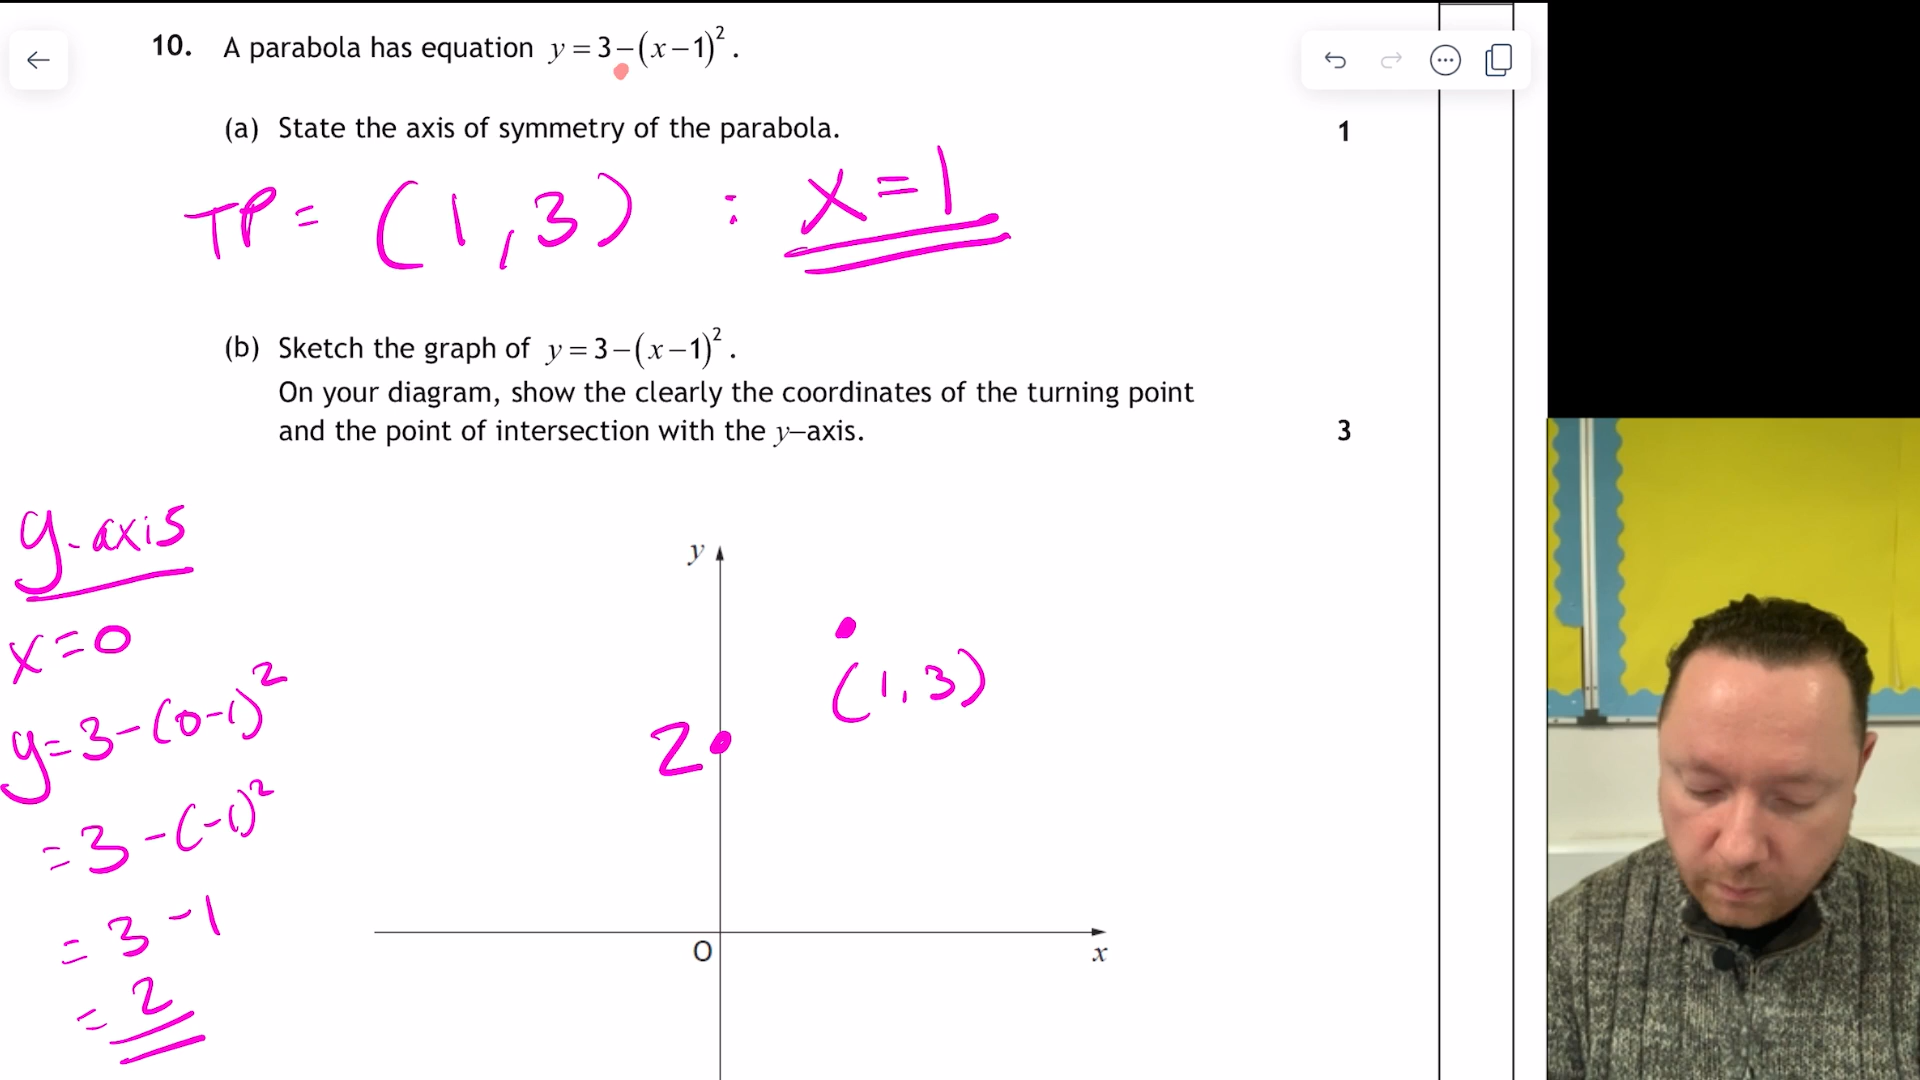 10. A parabola has equation y = 3 − (x − 1)².
(a) State the axis of symmetry of the parabola. 1
TP = (1, 3) : x = 1
(b) Sketch the graph of y = 3 − (x − 1)².
On your diagram, show the clearly the coordinates of the turning point
and the point of intersection with the y−axis. 3
y-axis
x = 0
y = 3 - (0 - 1)²
= 3 - (-1)²
= 3 - 1
= 2
y
(1, 3)
2
O
x